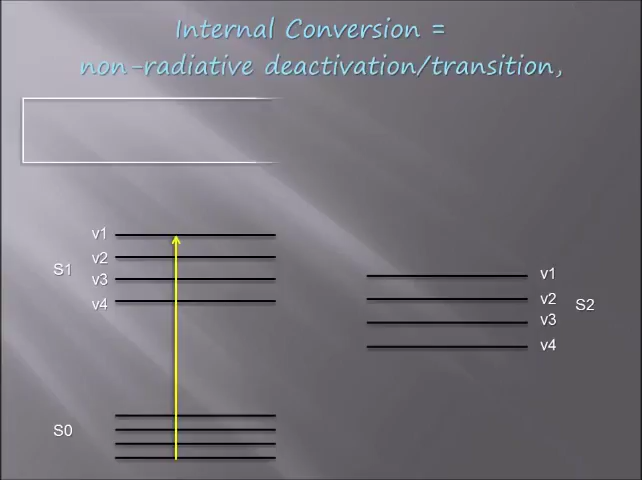 Internal Conversion =
non-radiative deactivation/transition,
v1
v2
S1
v3
v4
v1
v2
S2
v3
v4
S0